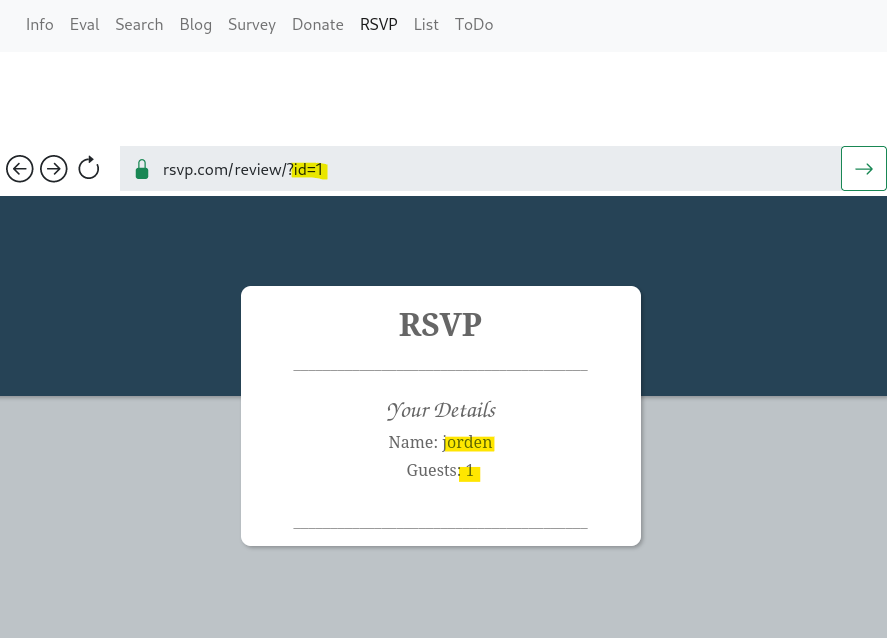 Info Eval Search Blog Survey Donate RSVP List ToDo
rsvp.com/review/?id=1
RSVP
Your Details
Name: jorden
Guests: 1